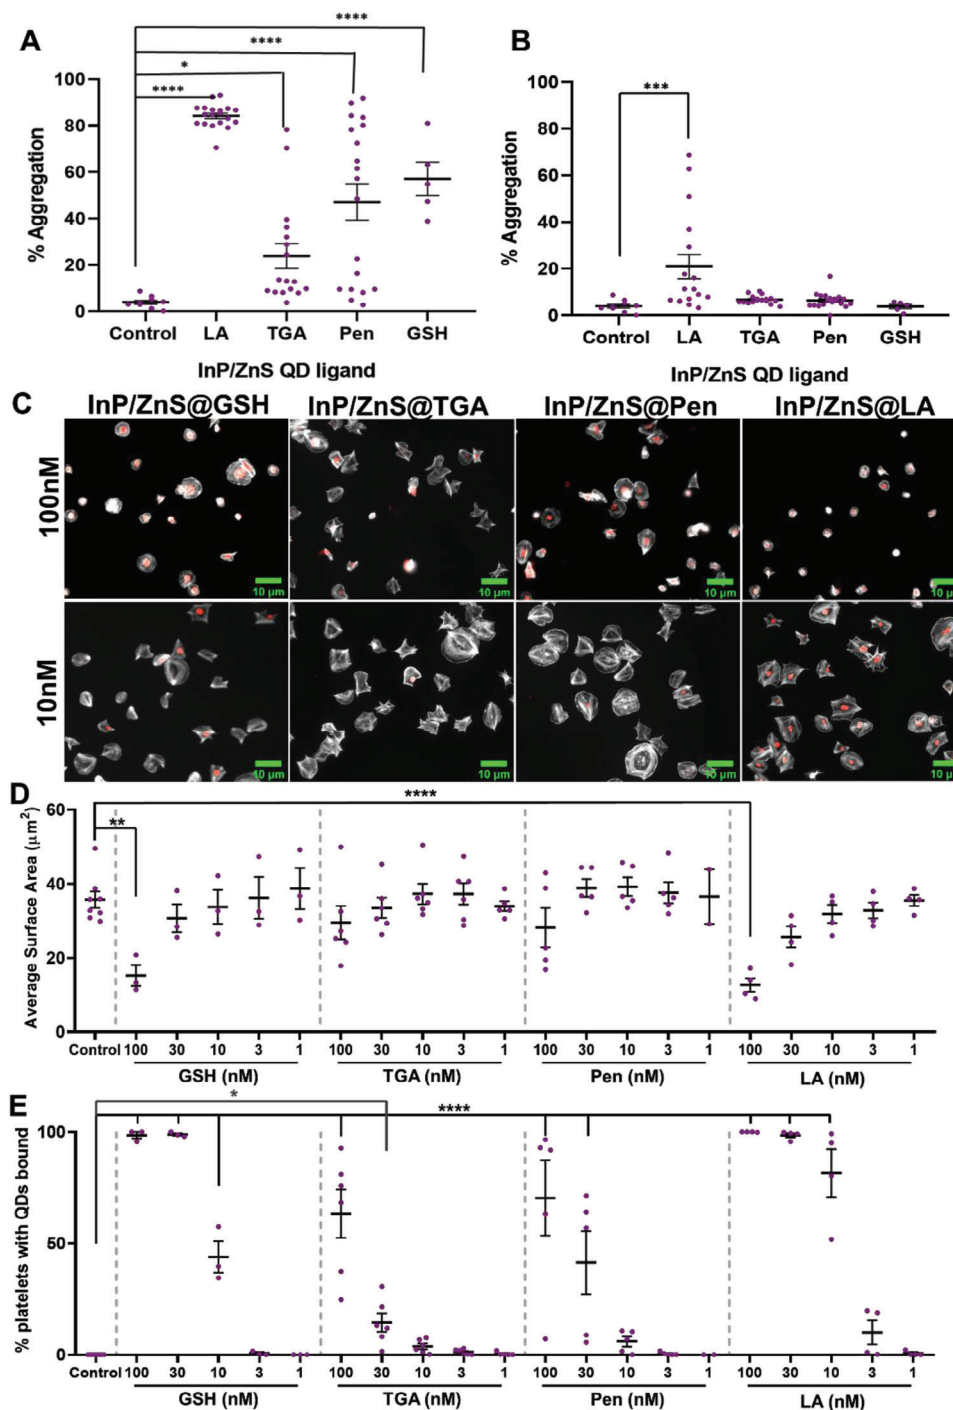 A
B
****
****
*
****
***
% Aggregation
100
80
60
40
20
0
Control LA TGA Pen GSH
InP/ZnS QD ligand
% Aggregation
100
80
60
40
20
0
Control LA TGA Pen GSH
InP/ZnS QD ligand
C
InP/ZnS@GSH InP/ZnS@TGA InP/ZnS@Pen InP/ZnS@LA
100nM
10 µm 10 µm 10 µm 10 µm
10nM
10 µm 10 µm 10 µm 10 µm
D
****
**
Average Surface Area (µm²)
60
40
20
0
Control 100 30 10 3 1 100 30 10 3 1 100 30 10 3 1 100 30 10 3 1
GSH (nM) TGA (nM) Pen (nM) LA (nM)
E
*
****
% platelets with QDs bound
100
50
0
Control 100 30 10 3 1 100 30 10 3 1 100 30 10 3 1 100 30 10 3 1
GSH (nM) TGA (nM) Pen (nM) LA (nM)